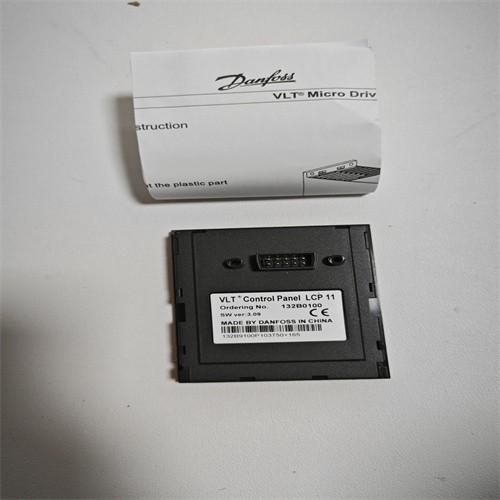 Danfoss
VLT® Micro Driv
struction
t the plastic part
VLT® Control Panel LCP 11
Ordering No. 132B0100
SW ver:3.09
MADE BY DANFOSS IN CHINA
CE